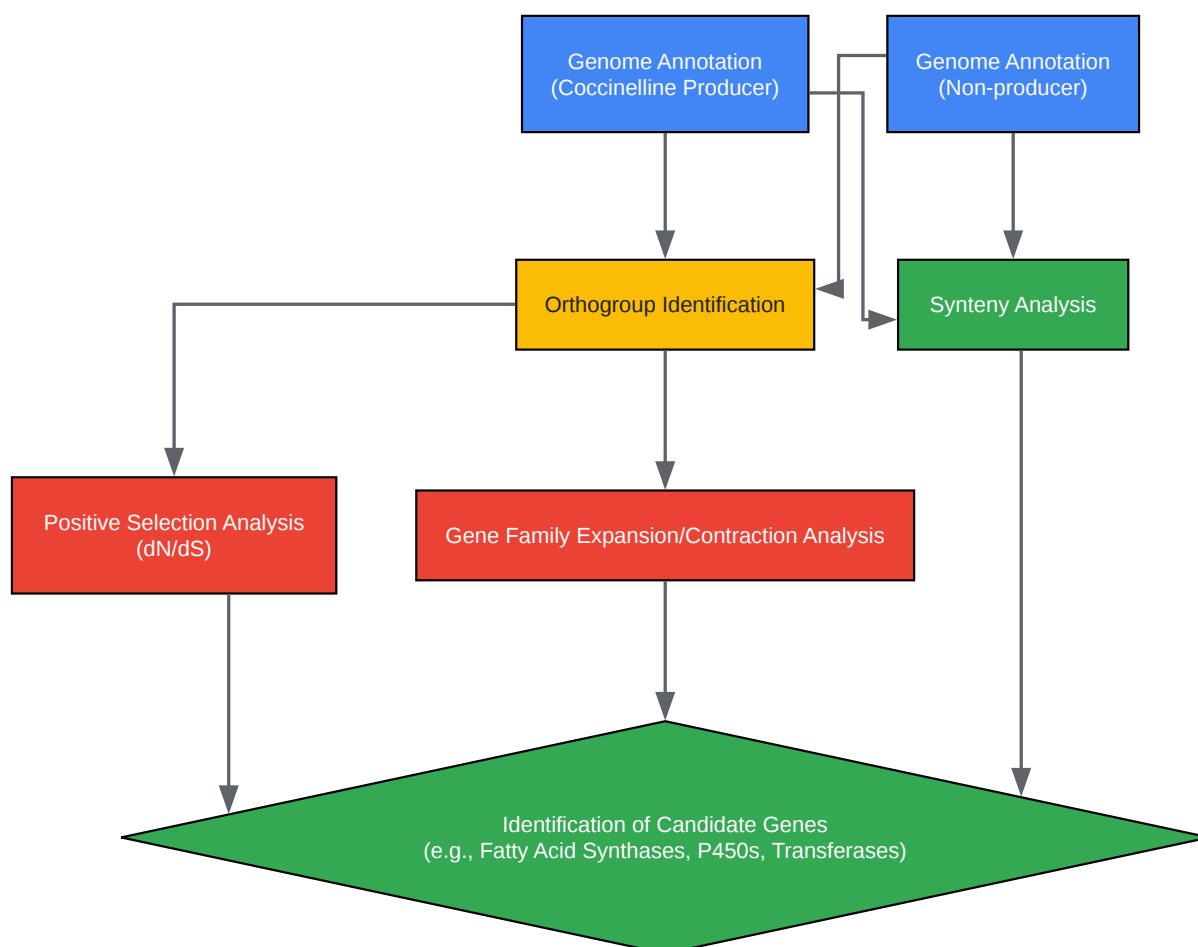 Genome Annotation
(Coccinelline Producer)
Genome Annotation
(Non-producer)
Orthogroup Identification
Synteny Analysis
Positive Selection Analysis
(dN/dS)
Gene Family Expansion/Contraction Analysis
Identification of Candidate Genes
(e.g., Fatty Acid Synthases, P450s, Transferases)